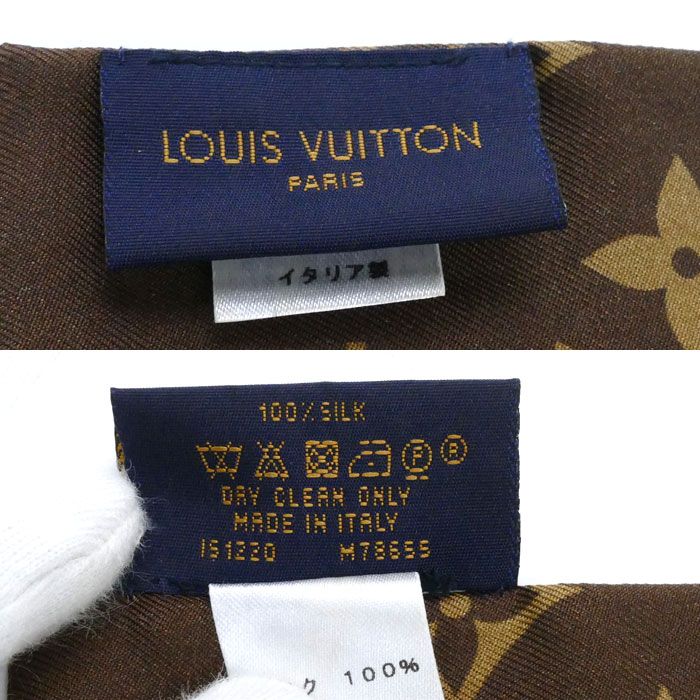 LOUIS VUITTON
PARIS
イタリア製
100% SILK
DRY CLEAN ONLY
MADE IN ITALY
IS1220 M78655
ク 100%